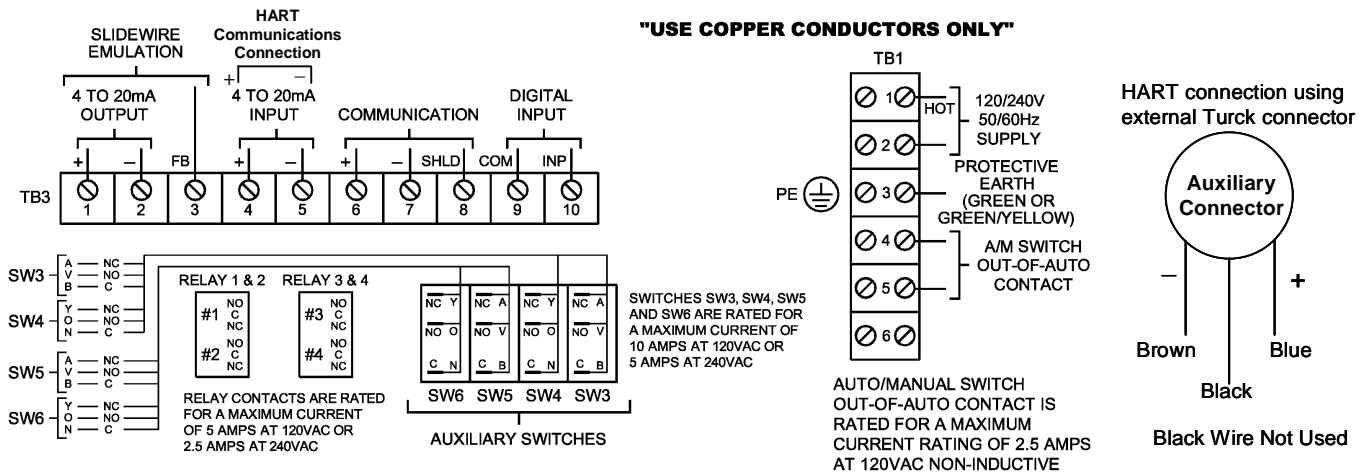 "USE COPPER CONDUCTORS ONLY"
SLIDEWIRE
EMULATION
HART
Communications
Connection
+ −
4 TO 20mA
OUTPUT
4 TO 20mA
INPUT
COMMUNICATION
DIGITAL
INPUT
+ − FB + − + − SHLD COM INP
TB3
1 2 3 4 5 6 7 8 9 10
SW3
A NC
V NO
B C
SW4
Y NC
O NO
N C
SW5
A NC
V NO
B C
SW6
Y NC
O NO
N C
RELAY 1 & 2
#1 NO C NC
#2 NO C NC
RELAY 3 & 4
#3 NO C NC
#4 NO C NC
RELAY CONTACTS ARE RATED
FOR A MAXIMUM CURRENT
OF 5 AMPS AT 120VAC OR
2.5 AMPS AT 240VAC
NC Y NC A NC Y NC A
NO O NO V NO O NO V
C N C B C N C B
SW6 SW5 SW4 SW3
AUXILIARY SWITCHES
SWITCHES SW3, SW4, SW5
AND SW6 ARE RATED FOR
A MAXIMUM CURRENT OF
10 AMPS AT 120VAC OR
5 AMPS AT 240VAC
TB1
1 HOT
2
120/240V
50/60Hz
SUPPLY
PE
3
PROTECTIVE
EARTH
(GREEN OR
GREEN/YELLOW)
4
5
A/M SWITCH
OUT-OF-AUTO
CONTACT
6
AUTO/MANUAL SWITCH
OUT-OF-AUTO CONTACT IS
RATED FOR A MAXIMUM
CURRENT RATING OF 2.5 AMPS
AT 120VAC NON-INDUCTIVE
HART connection using
external Turck connector
Auxiliary
Connector
− +
Brown
Blue
Black
Black Wire Not Used